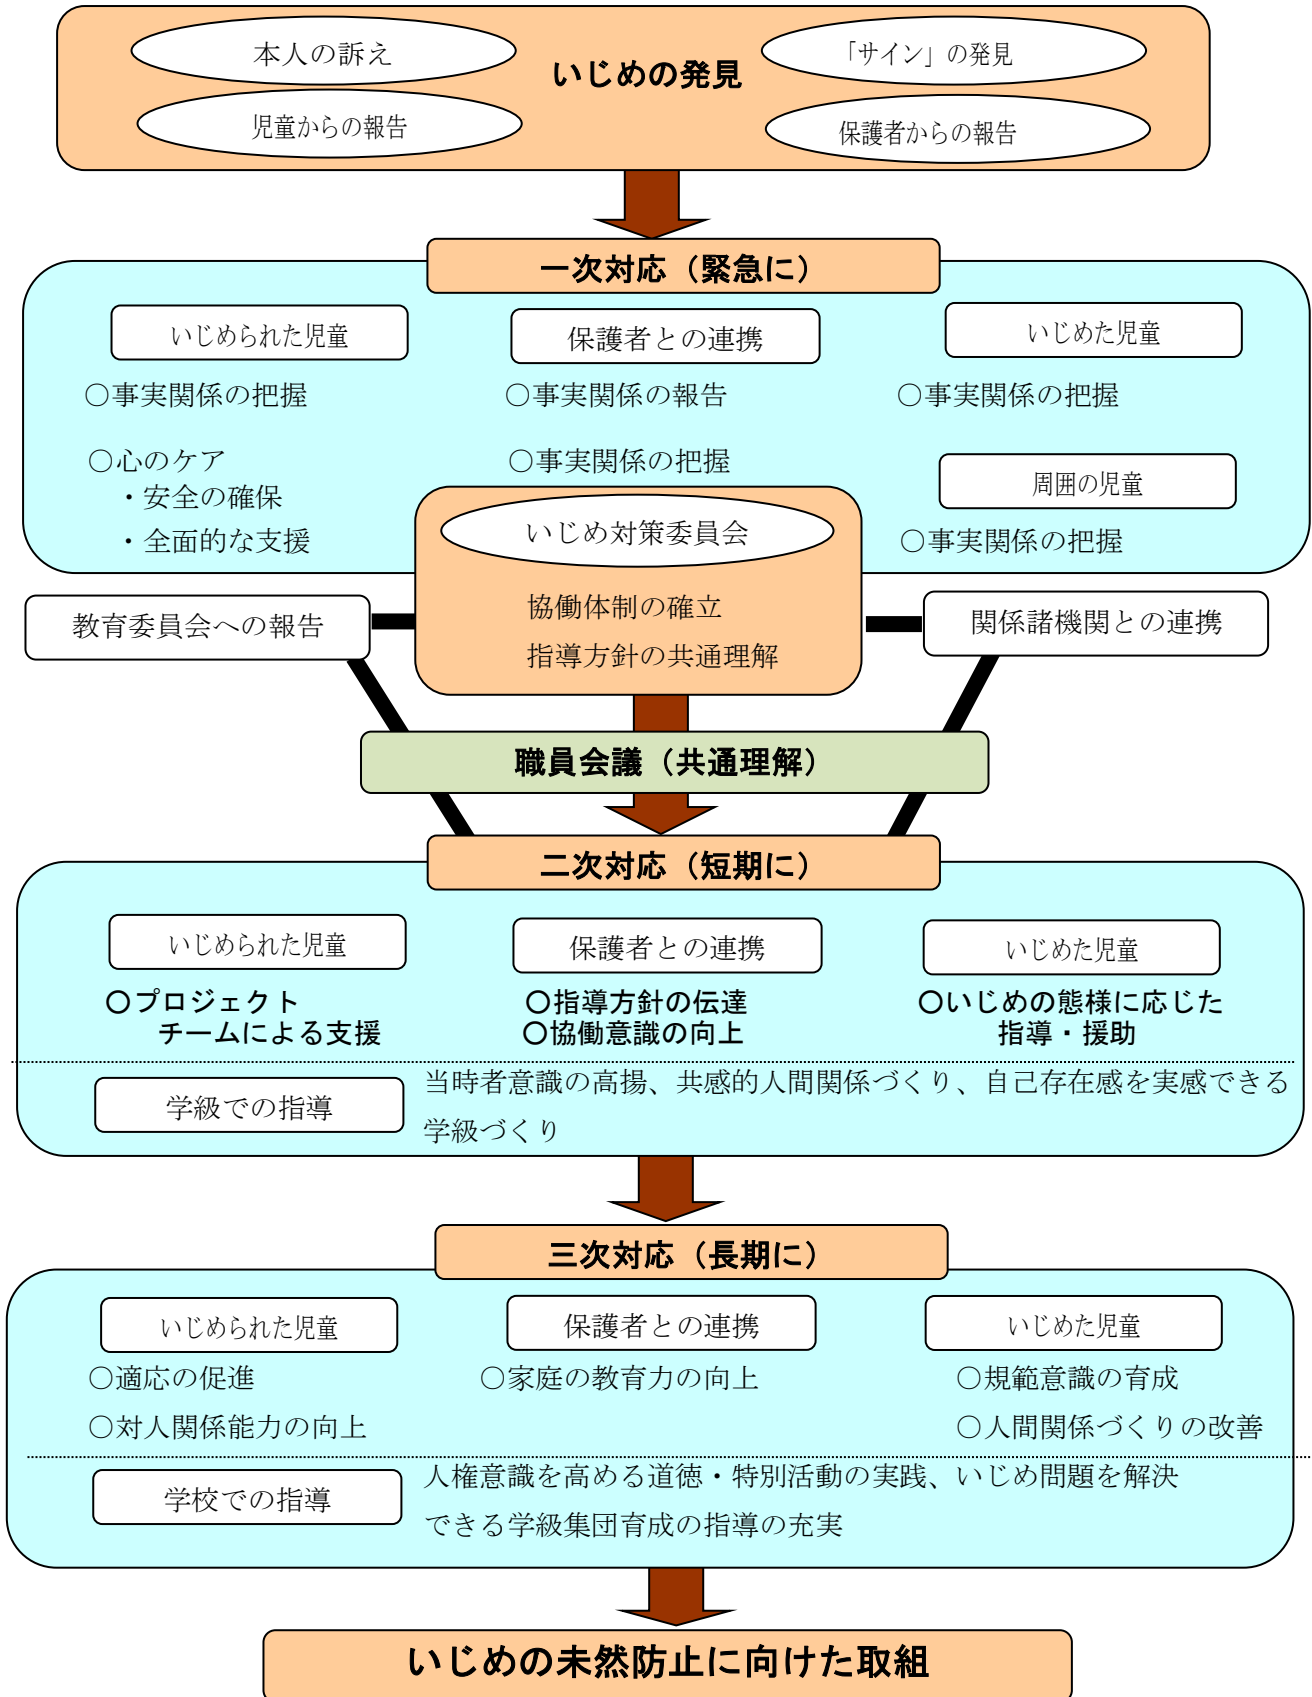 本人の訴え
「サイン」の発見
いじめの発見
児童からの報告
保護者からの報告
一次対応（緊急に）
いじめられた児童
保護者との連携
いじめた児童
○事実関係の把握
○事実関係の報告
○事実関係の把握
○心のケア
○事実関係の把握
周囲の児童
・安全の確保
・全面的な支援
いじめ対策委員会
○事実関係の把握
教育委員会への報告
協働体制の確立
関係諸機関との連携
指導方針の共通理解
職員会議（共通理解）
二次対応（短期に）
いじめられた児童
保護者との連携
いじめた児童
○プロジェクト
チームによる支援
○指導方針の伝達
○協働意識の向上
○いじめの態様に応じた
指導・援助
学級での指導
当時者意識の高揚、共感的人間関係づくり、自己存在感を実感できる
学級づくり
三次対応（長期に）
いじめられた児童
保護者との連携
いじめた児童
○適応の促進
○家庭の教育力の向上
○規範意識の育成
○対人関係能力の向上
○人間関係づくりの改善
学校での指導
人権意識を高める道徳・特別活動の実践、いじめ問題を解決
できる学級集団育成の指導の充実
いじめの未然防止に向けた取組